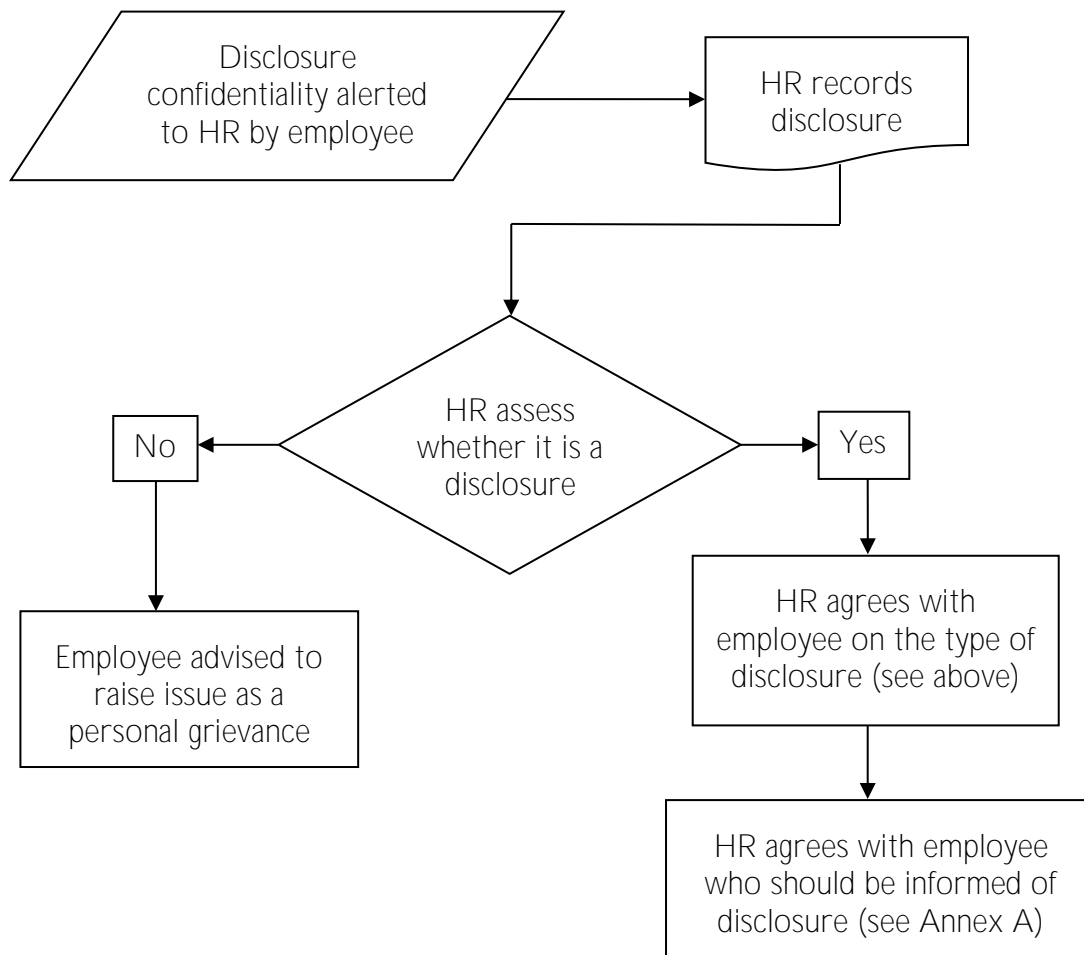 Disclosure
confidentiality alerted
to HR by employee
HR records
disclosure
HR assess
whether it is a
disclosure
No
Yes
Employee advised to
raise issue as a
personal grievance
HR agrees with
employee on the type of
disclosure (see above)
HR agrees with employee
who should be informed of
disclosure (see Annex A)